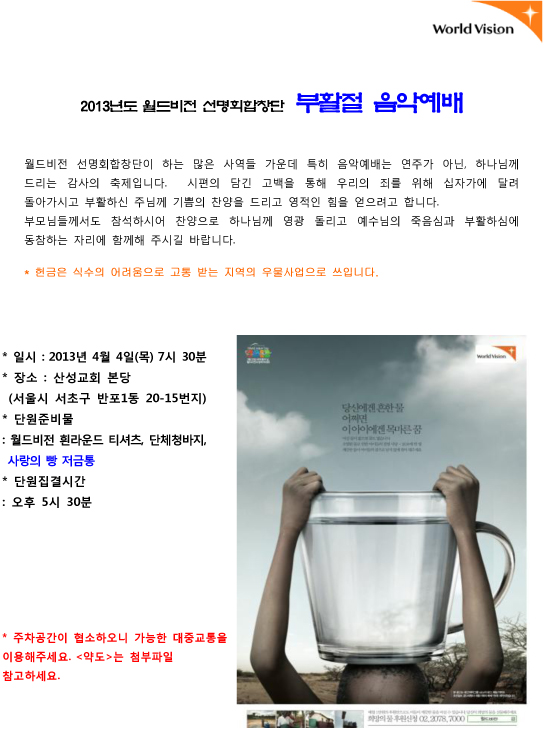 World Vision
2013년도 월드비전 선명회합창단 부활절 음악예배
월드비전 선명회합창단이 하는 많은 사역들 가운데 특히 음악예배는 연주가 아닌, 하나님께
드리는 감사의 축제입니다. 시편의 담긴 고백을 통해 우리의 죄를 위해 십자가에 달려
돌아가시고 부활하신 주님께 기쁨의 찬양을 드리고 영적인 힘을 얻으려고 합니다.
부모님들께서도 참석하시어 찬양으로 하나님께 영광 돌리고 예수님의 죽음심과 부활하심에
동참하는 자리에 함께해 주시길 바랍니다.
* 헌금은 식수의 어려움으로 고통 받는 지역의 우물사업으로 쓰입니다.
* 일시 : 2013년 4월 4일(목) 7시 30분
* 장소 : 산성교회 본당
(서울시 서초구 반포1동 20-15번지)
* 단원준비물
: 월드비전 흰라운드 티셔츠, 단체청바지,
사랑의 빵 저금통
* 단원집결시간
: 오후 5시 30분
* 주차공간이 협소하오니 가능한 대중교통을
이용해주세요. <약도>는 첨부파일
참고하세요.
World Vision
당신에겐 흔한 물
어쩌면
이 아이에겐 목마른 꿈
희망의 물 후원신청 02.2078.7000